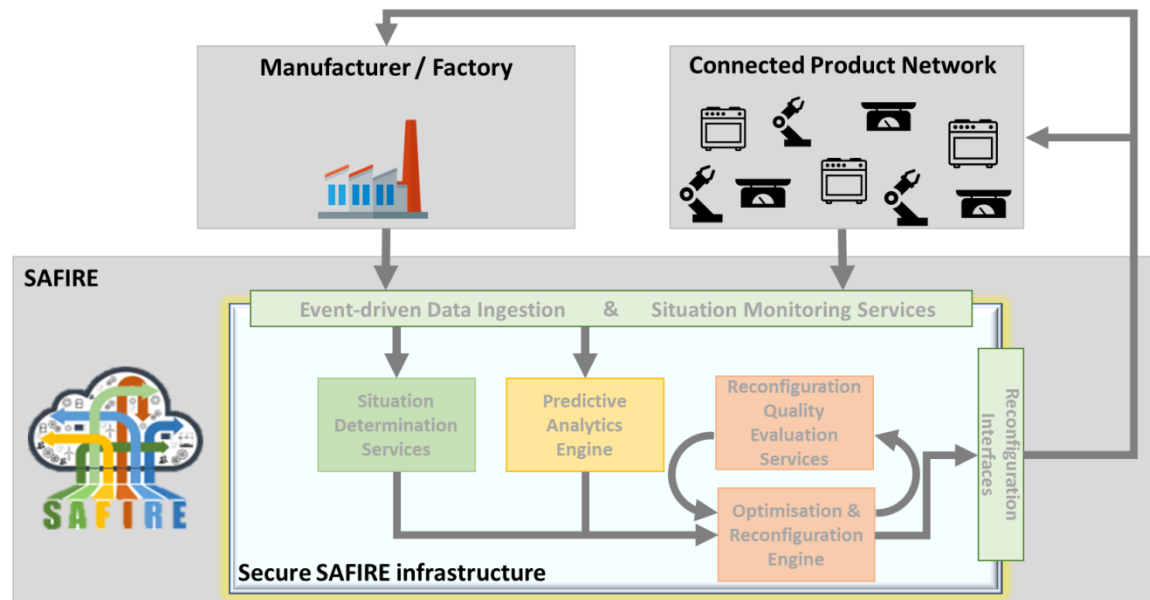 Manufacturer / Factory
Connected Product Network
SAFIRE
Event-driven Data Ingestion & Situation Monitoring Services
Situation
Determination
Services
Predictive
Analytics
Engine
Reconfiguration
Quality
Evaluation
Services
Optimisation &
Reconfiguration
Engine
Reconfiguration
Interfaces
SAFIRE
Secure SAFIRE infrastructure